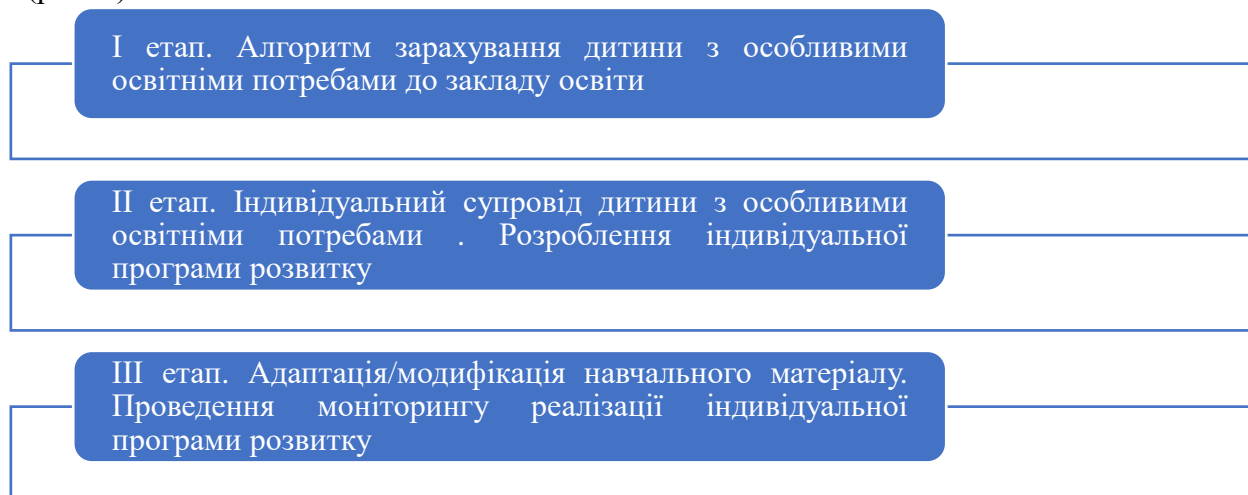 І етап. Алгоритм зарахування дитини з особливими
освітніми потребами до закладу освіти
ІІ етап. Індивідуальний супровід дитини з особливими
освітніми потребами . Розроблення індивідуальної
програми розвитку
ІІІ етап. Адаптація/модифікація навчального матеріалу.
Проведення моніторингу реалізації індивідуальної
програми розвитку